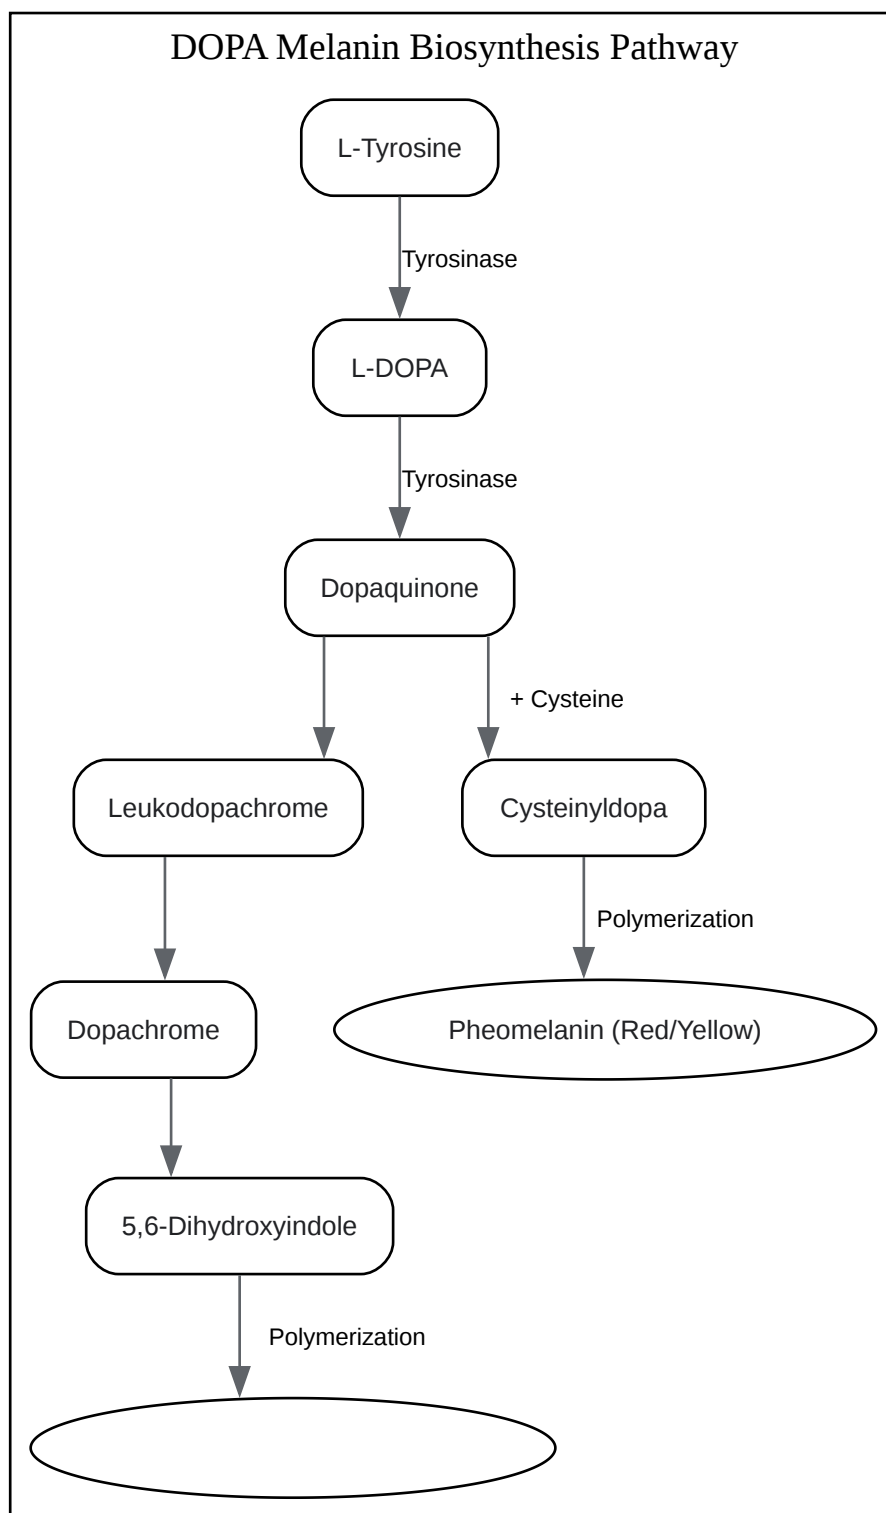 DOPA Melanin Biosynthesis Pathway
L-Tyrosine
Tyrosinase
L-DOPA
Tyrosinase
Dopaquinone
+ Cysteine
Leukodopachrome
Cysteinyldopa
Polymerization
Dopachrome
Pheomelanin (Red/Yellow)
5,6-Dihydroxyindole
Polymerization